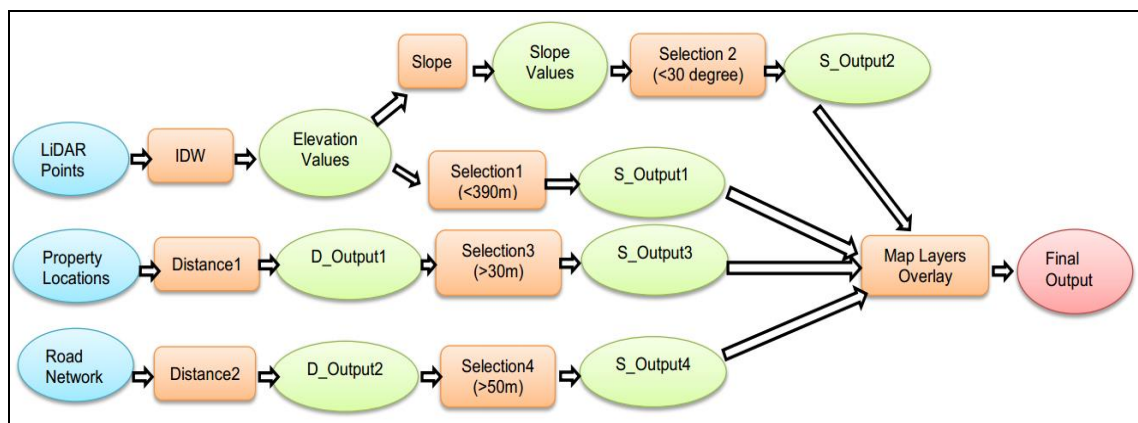 Slope
Slope
Values
Selection 2
(<30 degree)
S_Output2
LiDAR
Points
IDW
Elevation
Values
Selection1
(<390m)
S_Output1
Property
Locations
Distance1
D_Output1
Selection3
(>30m)
S_Output3
Map Layers
Overlay
Final
Output
Road
Network
Distance2
D_Output2
Selection4
(>50m)
S_Output4